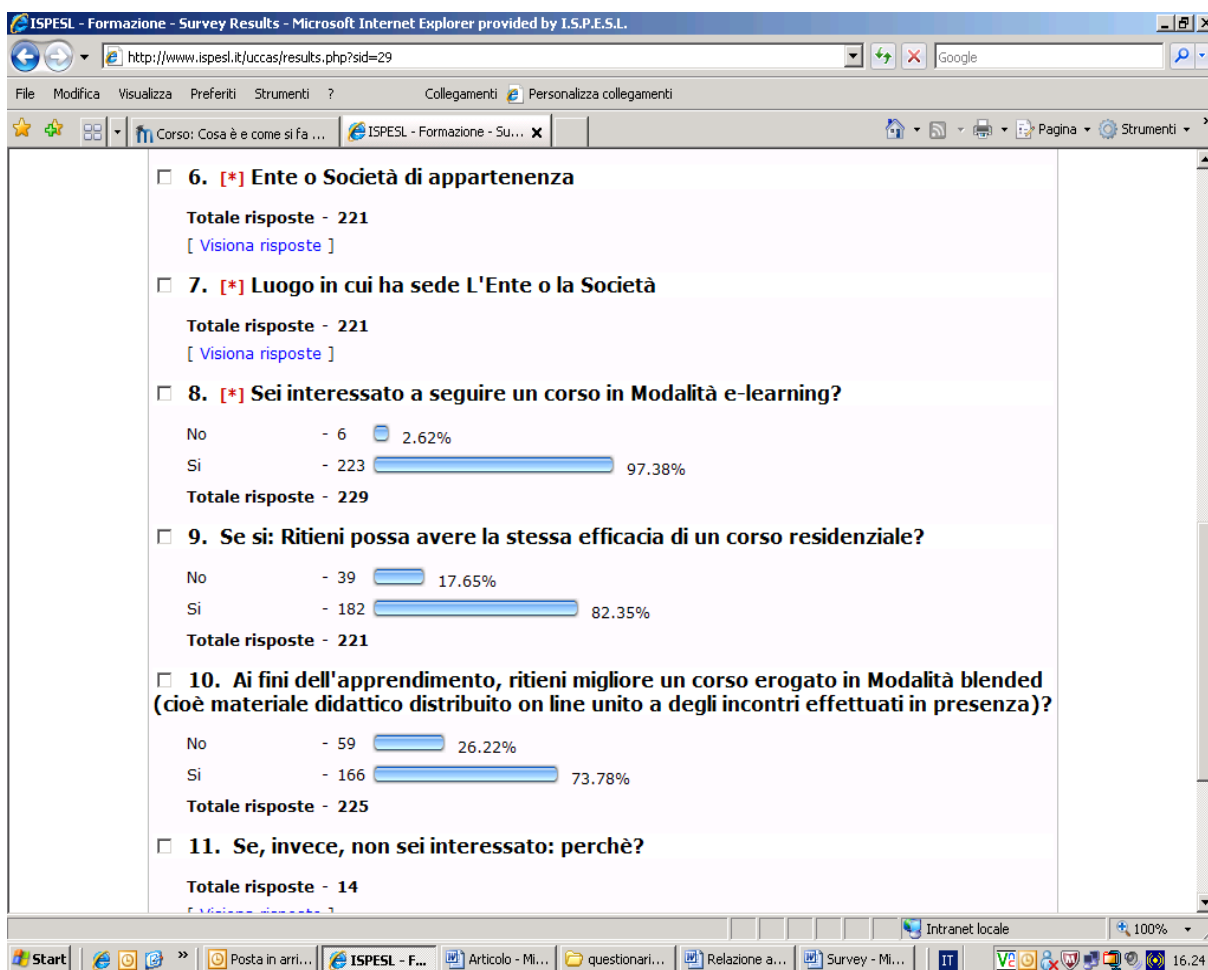 ISPESL - Formazione - Survey Results - Microsoft Internet Explorer provided by I.S.P.E.S.L.
http://www.ispesl.it/uccas/results.php?sid=29
Google
File Modifica Visualizza Preferiti Strumenti ? Collegamenti Personalizza collegamenti
Corso: Cosa è e come si fa ... ISPESL - Formazione - Su... Pagina Strumenti
6. [*] Ente o Società di appartenenza
Totale risposte - 221
[ Visiona risposte ]
7. [*] Luogo in cui ha sede L'Ente o la Società
Totale risposte - 221
[ Visiona risposte ]
8. [*] Sei interessato a seguire un corso in Modalità e-learning?
No - 6 2.62%
Si - 223 97.38%
Totale risposte - 229
9. Se si: Ritieni possa avere la stessa efficacia di un corso residenziale?
No - 39 17.65%
Si - 182 82.35%
Totale risposte - 221
10. Ai fini dell'apprendimento, ritieni migliore un corso erogato in Modalità blended
(cioè materiale didattico distribuito on line unito a degli incontri effettuati in presenza)?
No - 59 26.22%
Si - 166 73.78%
Totale risposte - 225
11. Se, invece, non sei interessato: perchè?
Totale risposte - 14
[ Visiona risposte ]
Intranet locale 100%
Start » Posta in arri... ISPESL - F... Articolo - Mi... questionari... Relazione a... Survey - Mi... IT 16.24